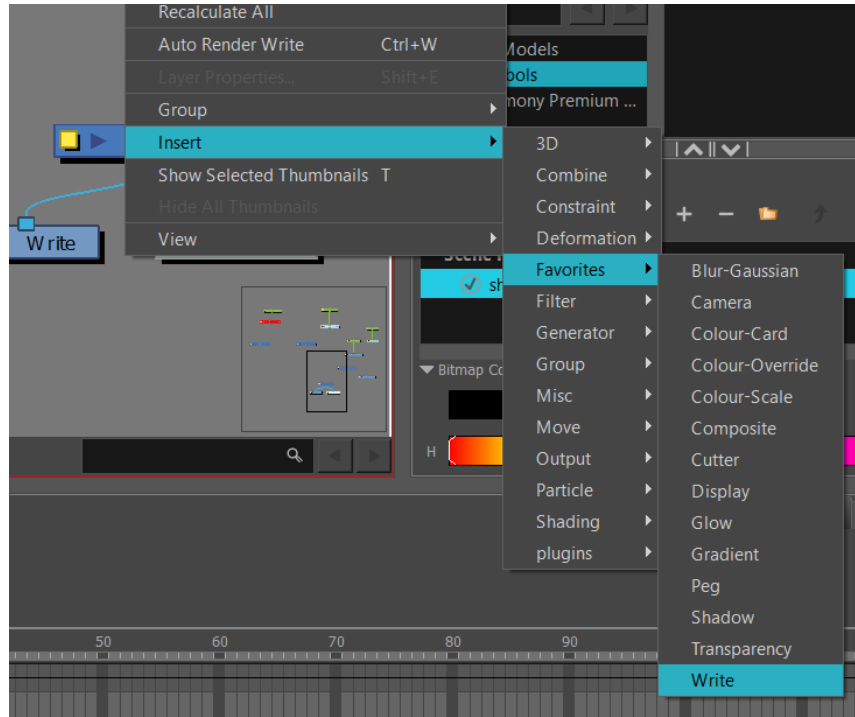 Recalculate All
Auto Render Write Ctrl+W
Layer Properties... Shift+E
Group
Insert
Show Selected Thumbnails T
Hide All Thumbnails
View
Write
Models
mony Premium ...
3D
Combine
Constraint
Deformation
Favorites
Filter
Generator
Group
Misc
Move
Output
Particle
Shading
plugins
Blur-Gaussian
Camera
Colour-Card
Colour-Override
Colour-Scale
Composite
Cutter
Display
Glow
Gradient
Peg
Shadow
Transparency
Write
Bitmap Co
H
50 60 70 80 90